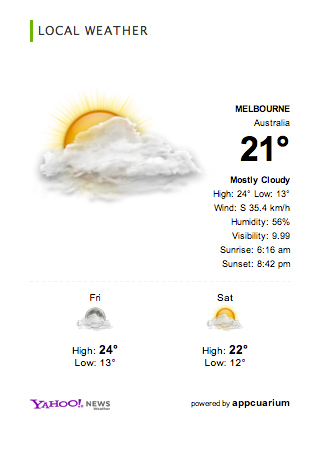 LOCAL WEATHER
MELBOURNE
Australia
21°
Mostly Cloudy
High: 24° Low: 13°
Wind: S 35.4 km/h
Humidity: 56%
Visibility: 9.99
Sunrise: 6:16 am
Sunset: 8:42 pm
Fri
High: 24°
Low: 13°
Sat
High: 22°
Low: 12°
YAHOO! NEWS
Weather
powered by appcuarium